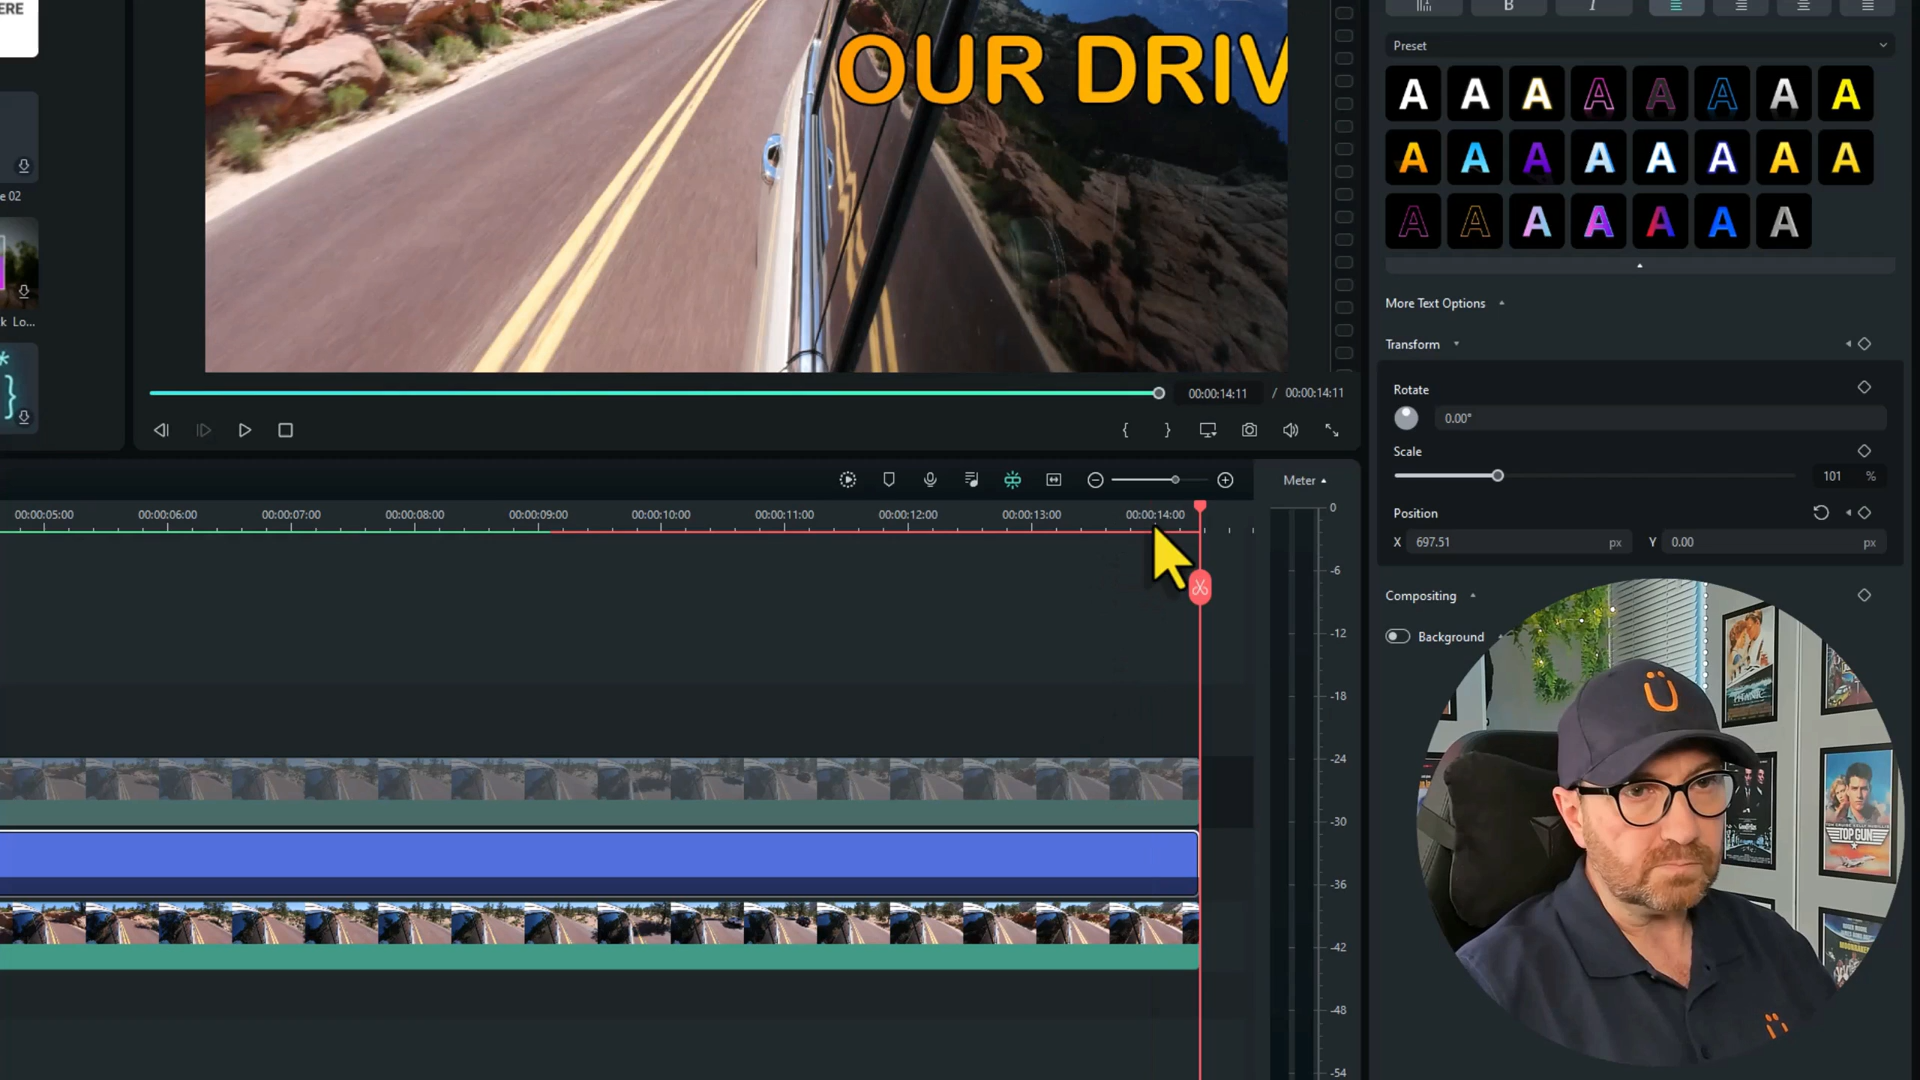 ERE
OUR DRIV
Preset
A A A A A A A A
A A A A A A A A
A A A A A A A
e 02
k Lo...
* }
More Text Options
Transform
Rotate
0.00°
Scale
101 %
Position
X 697.51 px Y 0.00 px
Compositing
Background
00:00:14:11 / 00:00:14:11
{ }
Meter
00:00:05:00 00:00:06:00 00:00:07:00 00:00:08:00 00:00:09:00 00:00:10:00 00:00:11:00 00:00:12:00 00:00:13:00 00:00:14:00
0
-6
-12
-18
-24
-30
-36
-42
-48
-54
Ü
TITANIC
TOP GUN
MOONRAKER